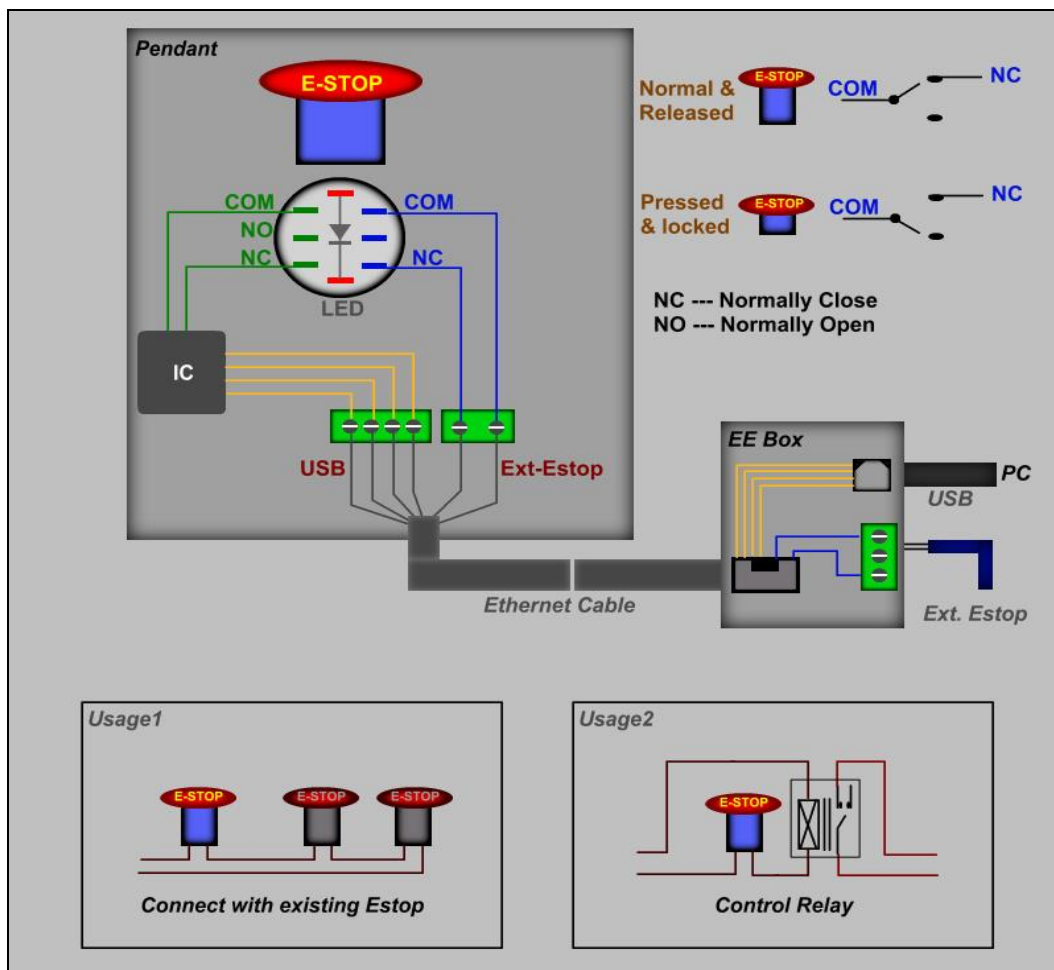 Pendant
E-STOP
COM
NO
NC
COM
NC
LED
IC
USB
Ext-Estop
Normal &
Released
E-STOP
COM
NC
Pressed
& locked
E-STOP
COM
NC
NC --- Normally Close
NO --- Normally Open
EE Box
PC
USB
Ext. Estop
Ethernet Cable
Usage1
E-STOP
E-STOP
E-STOP
Connect with existing Estop
Usage2
E-STOP
Control Relay